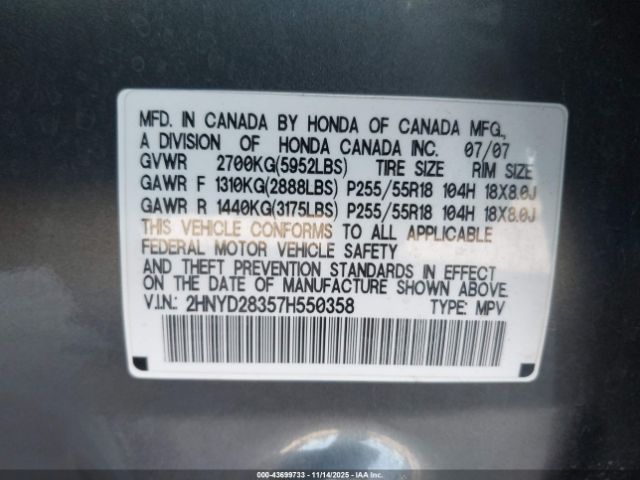 MFD. IN CANADA BY HONDA OF CANADA MFG.,
A DIVISION OF HONDA CANADA INC. 07/07
GVWR 2700KG(5952LBS) TIRE SIZE RIM SIZE
GAWR F 1310KG(2888LBS) P255/55R18 104H 18X8.0J
GAWR R 1440KG(3175LBS) P255/55R18 104H 18X8.0J
THIS VEHICLE CONFORMS TO ALL APPLICABLE
FEDERAL MOTOR VEHICLE SAFETY
AND THEFT PREVENTION STANDARDS IN EFFECT
ON THE DATE OF MANUFACTURE SHOWN ABOVE.
V.I.N.: 2HNYD28357H550358 TYPE: MPV
000-43699733 - 11/14/2025 - IAA, Inc.